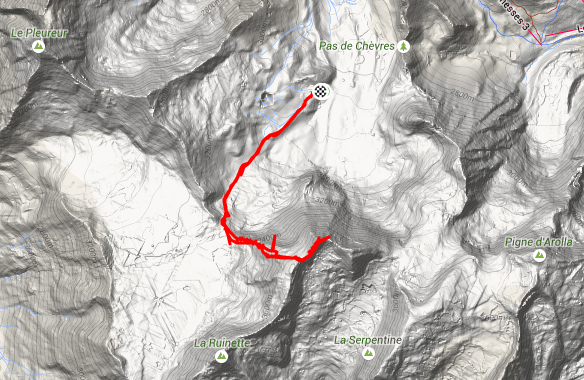 Le Pleureur
Pas de Chèvres
Pigne d'Arolla
La Ruinette
La Serpentine